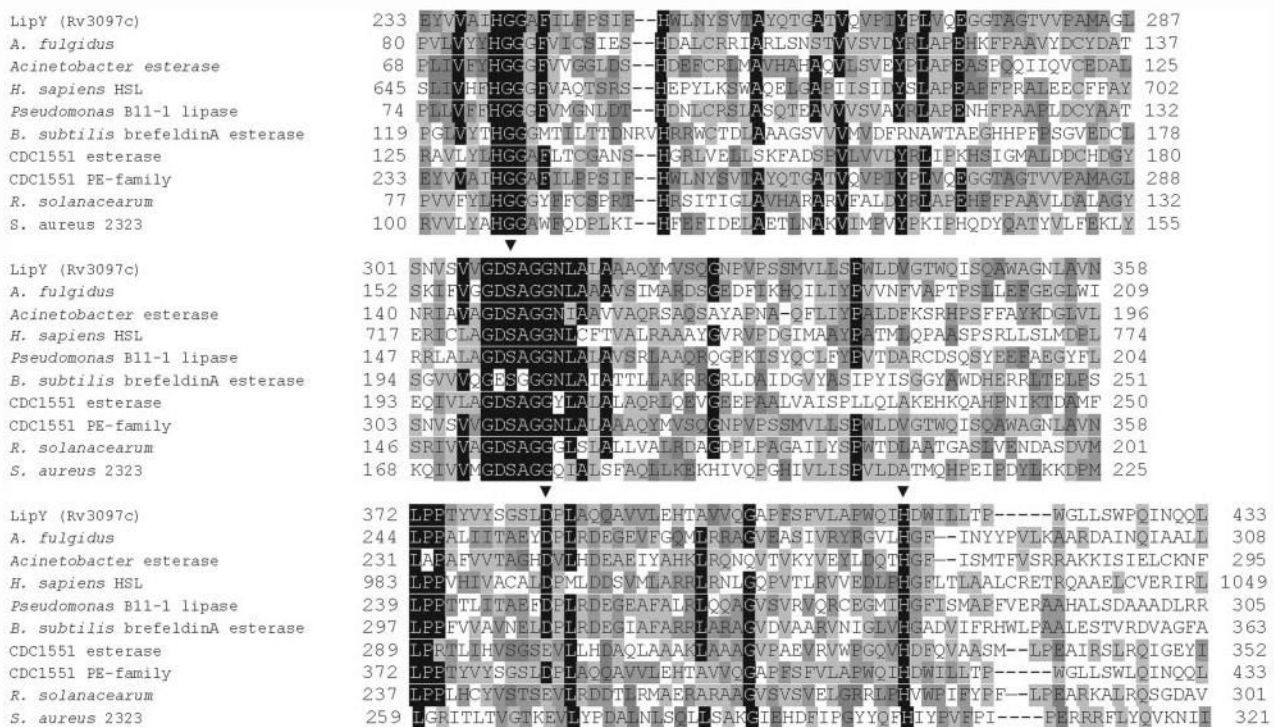 LipY (Rv3097c) 233 EYVVAIHGGAFILPPSIF--HWLNYSVTAYQTGATVQVPIYPLVQEGGTAGTVVPAMAGL 287
A. fulgidus 80 PVLVYYHGGGFVICSIES--HDALCRRIARLSNSTVVSVDYRLAPEHKFPAAVYDCYDAT 137
Acinetobacter esterase 68 PLIVFYHGGGFVVGGLDS--HDEFCRLMAVHAHAQVLSVEYPLAPEASPQQIIQVCEDAL 125
H. sapiens HSL 645 SLIVHFHGGGFVAQTSRS--HEPYLKSWAQELGAPIISIDYSLAPEAPFPRALEECFFAY 702
Pseudomonas B11-1 lipase 74 PLVVFFHGGGFVMGNLDT--HDNLCRSLASQTEAVVVSVAYRLAPENHFPAAPLDCYAAT 132
B. subtilis brefeldinA esterase 119 PGIVYTHGGGMTILTTDNRVHRRWCTDLAAAGSVVVMVDFRNAWTAEGHHPFPSGVEDCL 178
CDC1551 esterase 125 RAVLYLHGGAFLTCGANS--HGRLVELLSKFADSPVLVVDYRLIPKHSIGMALDDCHDGY 180
CDC1551 PE-family 233 EYVVAIHGGAFILPPSIF--HWLNYSVTAYQTGATVQVPIYPLVQEGGTAGTVVPAMAGL 288
R. solanacearum 77 PVVFYLHGGGYFFCSPRT--HRSITIGLAVHARARVFALDYRLAPEHPFPAAVLDALAGY 132
S. aureus 2323 100 RVVLYAHGGAWFQDPLKI--HFEFIDELAETLNAKVIMPVYPKIPHQDYQATYVLFEKLY 155
LipY (Rv3097c) 301 SNVSVVGDSAGGNLALAAAQYMVSQGNPVPSSMVLLSPWLDVGTWQISQAWAGNLAVN 358
A. fulgidus 152 SKIFVGGDSAGGNLAAAVSIMARDSGEDFIKHQILIYPVVNFVAPTPSLLEFGEGLWI 209
Acinetobacter esterase 140 NRIAVAGDSAGGNIAAVVAQRSAQSAYAPNA-QFLIYPALDFKSRHPSFFAYKDGLVL 196
H. sapiens HSL 717 ERICLAGDSAGGNLCFTVALRAAAYGVRVPDGIMAAYPATMLQPAASPSRLLSLMDPL 774
Pseudomonas B11-1 lipase 147 RRLALAGDSAGGNLALAVSRLAAQRQGPKISYQCLFYPVTDARCDSQSYEEFAEGYFL 204
B. subtilis brefeldinA esterase 194 SGVVVQGESGGGNLAIATTLLAKRRGRLDAIDGVYASIPYISGGYAWDHERRLTELPS 251
CDC1551 esterase 193 EQIVLAGDSAGGYLALALAQRLQEVGEEPAALVAISPLLQLAKEHKQAHPNIKTDAMF 250
CDC1551 PE-family 303 SNVSVVGDSAGGNLALAAAQYMVSQGNPVPSSMVLLSPWLDVGTWQISQAWAGNLAVN 358
R. solanacearum 146 SRIVVAGDSAGGGLSLALLVALRDAGDPLPAGAILYSPWTDLAATGASLVENDASDVM 201
S. aureus 2323 168 KQIVVMGDSAGGQIALSFAQLLKEKHIVQPGHIVLISPVLDATMQHPEIPDYLKKDPM 225
LipY (Rv3097c) 372 LPPTYVYSGSLDPLAQQAVVLEHTAVVQGAPFSFVLAPWQIHDWILLTP-----WGLLSWPQINQQL 433
A. fulgidus 244 LPPALIITAEYDPLRDEGEVFGQMLRRAGVEASIVRYRGVLHGF--INYYPVLKAARDAINQIAALL 308
Acinetobacter esterase 231 LAPAFVVTAGHDVLHDEAEIYAHKLRQNQVTVKYVEYLDQTHGF-ISMTFVSRRAKKISIELCKNF 295
H. sapiens HSL 983 LPPVHIVACALDPMLDDSVMLARRLRNLGQPVTLRVVEDLPHGFLTLAALCRETRQAAELCVERIRL 1049
Pseudomonas B11-1 lipase 239 LPPTTLITAEFDPLRDEGEAFALRLQQAGVSVRVQRCEGMIHGFISMAPFVERAAHALSDAAADLRR 305
B. subtilis brefeldinA esterase 297 LPPFVVAVNELDPLRDEGIAFARRLARAGVDVAARVNIGLVHGADVIFRHWLPAALESTVRDVAGFA 363
CDC1551 esterase 289 LPRTLIHVSGSEVLLHDAQLAAAKLAAAGVPAEVRVWPGQVHDFQVAASM--LPEAIRSLRQIGEYI 352
CDC1551 PE-family 372 LPPTYVYSGSLDPLAQQAVVLEHTAVVQGAPFSFVLAPWQIHDWILLTP-----WGLLSWLQINQQL 433
R. solanacearum 237 LPPLHCYVSTSEVLRDDTLRMAERARAAGVSVSVELGRRLPHVWPIFYPF--LPEARKALRQSGDAV 301
S. aureus 2323 259 LGRITLTVGTKEVLYPDALNLSQLLSAKGIEHDFIPGYYQFHIYPVFPI-----PERRRFLYQVKNII 321